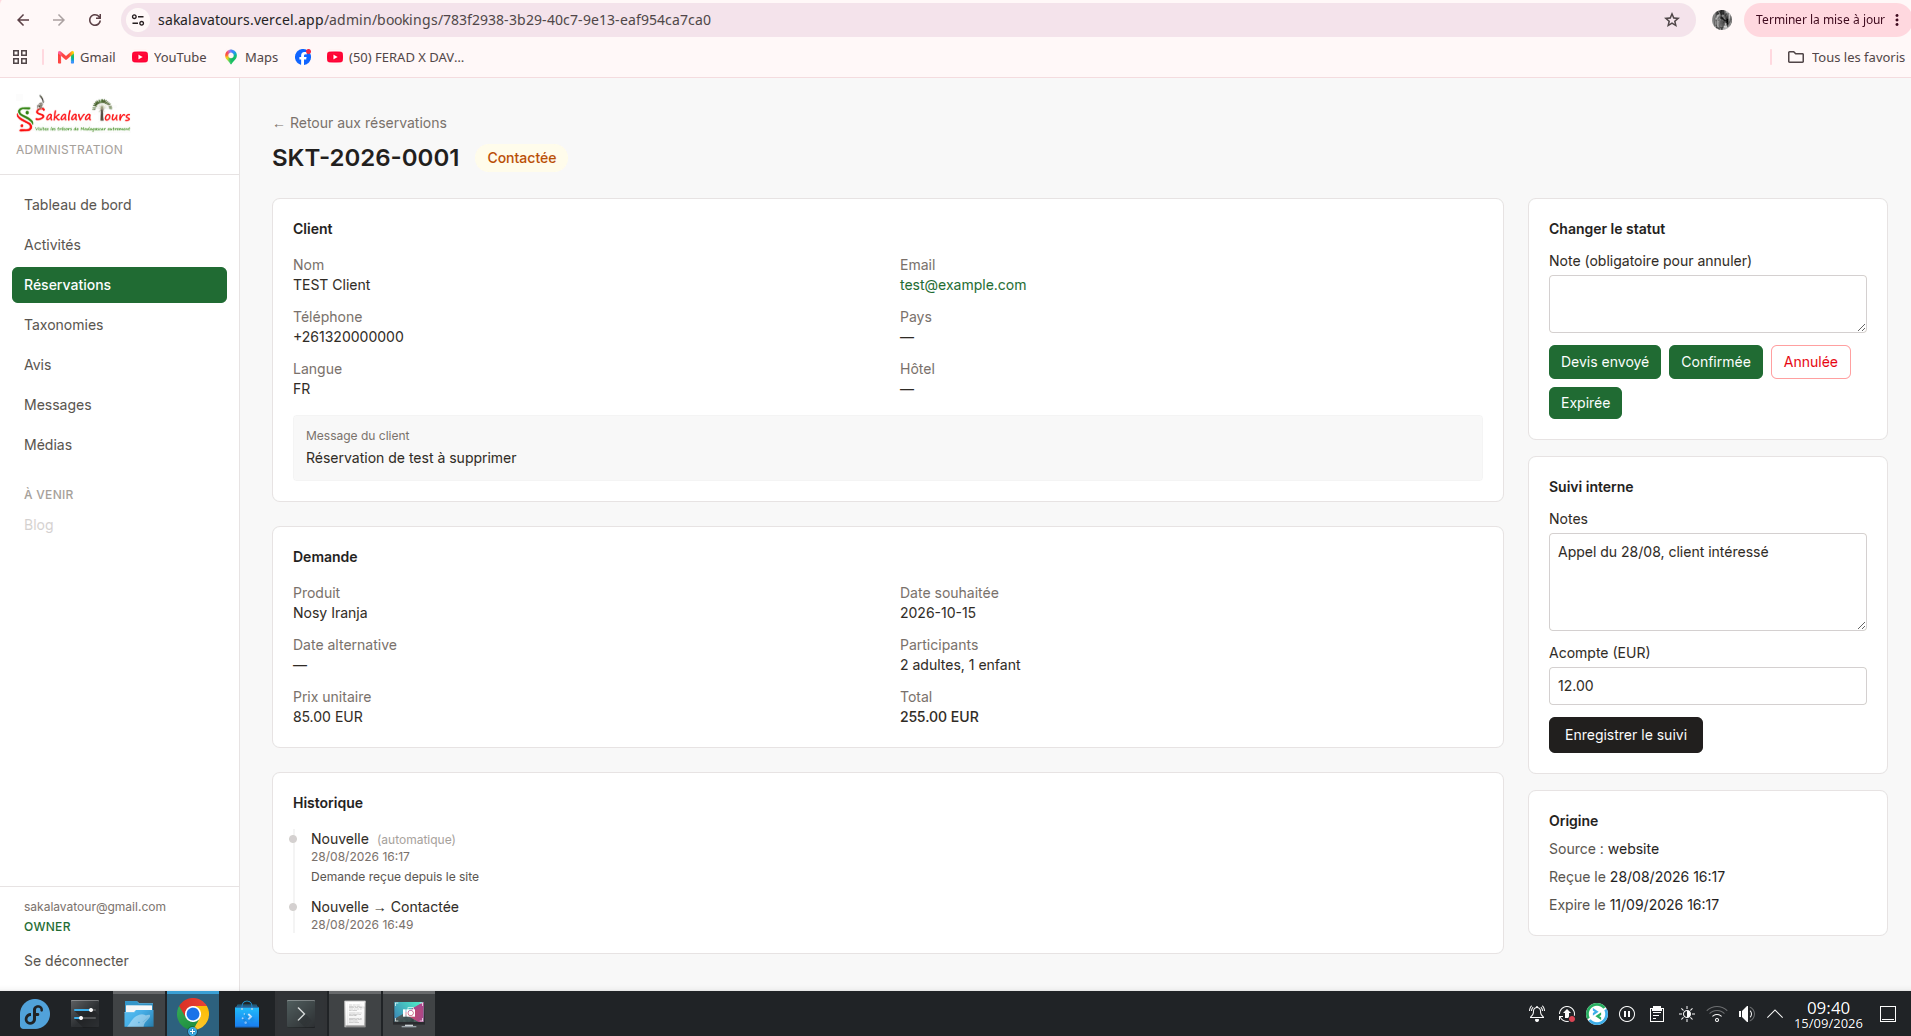 sakalavatours.vercel.app/admin/bookings/783f2938-3b29-40c7-9e13-eaf954ca7ca0
Terminer la mise à jour
Gmail
YouTube
Maps
(50) FERAD X DAV...
Tous les favoris
Sakalava Tours
Visitez les trésors de Madagascar autrement
ADMINISTRATION
Tableau de bord
Activités
Réservations
Taxonomies
Avis
Messages
Médias
À VENIR
Blog
sakalavatour@gmail.com
OWNER
Se déconnecter
← Retour aux réservations
SKT-2026-0001 Contactée
Client
Nom
TEST Client
Email
test@example.com
Téléphone
+261320000000
Pays
—
Langue
FR
Hôtel
—
Message du client
Réservation de test à supprimer
Demande
Produit
Nosy Iranja
Date souhaitée
2026-10-15
Date alternative
—
Participants
2 adultes, 1 enfant
Prix unitaire
85.00 EUR
Total
255.00 EUR
Historique
Nouvelle (automatique)
28/08/2026 16:17
Demande reçue depuis le site
Nouvelle → Contactée
28/08/2026 16:49
Changer le statut
Note (obligatoire pour annuler)
Devis envoyé Confirmée Annulée
Expirée
Suivi interne
Notes
Appel du 28/08, client intéressé
Acompte (EUR)
12.00
Enregistrer le suivi
Origine
Source : website
Reçue le 28/08/2026 16:17
Expire le 11/09/2026 16:17
09:40
15/09/2026